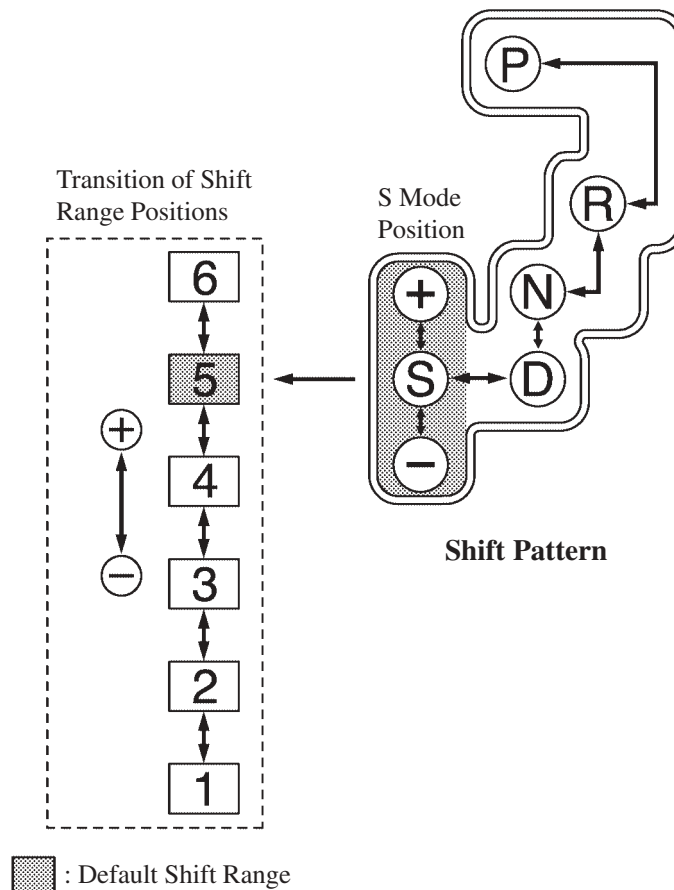 P
Transition of Shift
Range Positions
S Mode
Position
R
6
+
N
5
S
D
+
4
−
Shift Pattern
−
3
2
1
: Default Shift Range